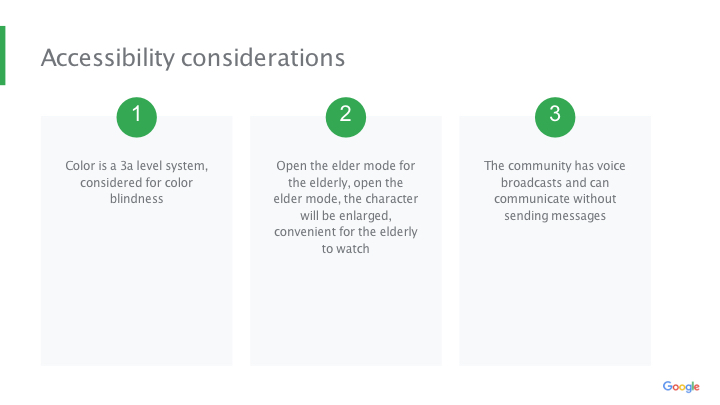 Accessibility considerations
1
Color is a 3a level system,
considered for color
blindness
2
Open the elder mode for
the elderly, open the
elder mode, the character
will be enlarged,
convenient for the elderly
to watch
3
The community has voice
broadcasts and can
communicate without
sending messages
Google